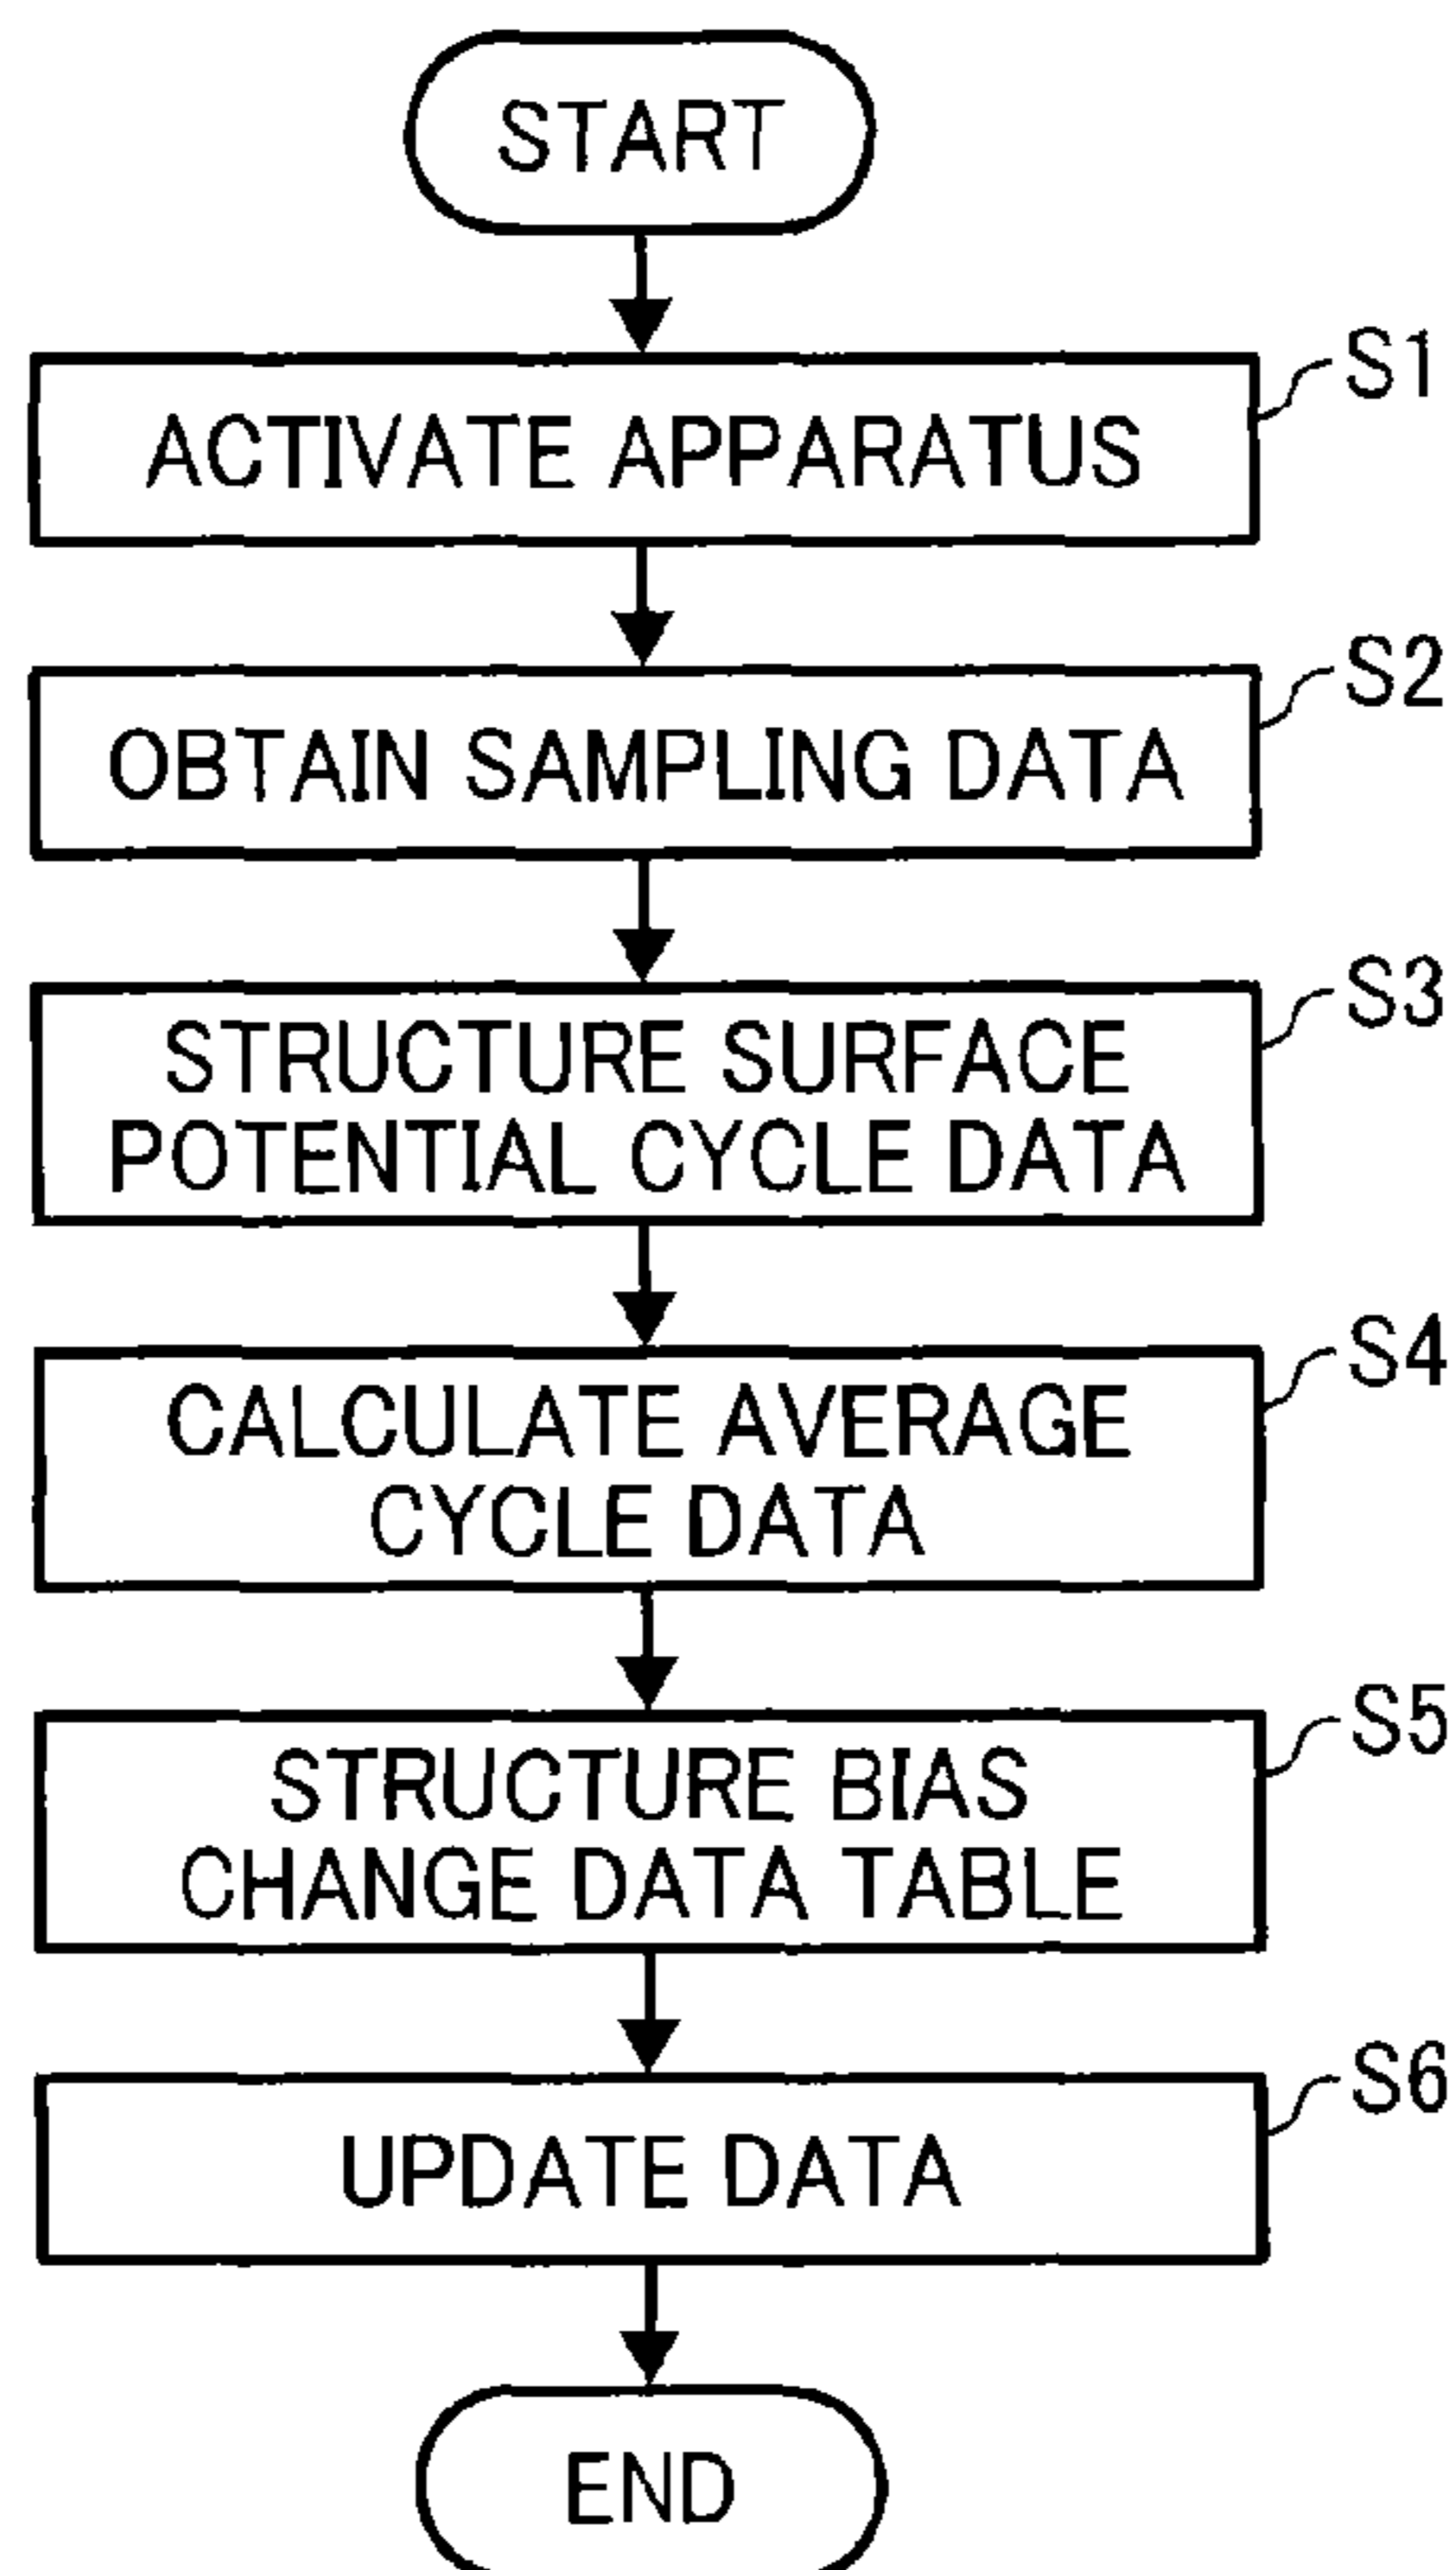 START
S1
ACTIVATE APPARATUS
S2
OBTAIN SAMPLING DATA
S3
STRUCTURE SURFACE
POTENTIAL CYCLE DATA
S4
CALCULATE AVERAGE
CYCLE DATA
S5
STRUCTURE BIAS
CHANGE DATA TABLE
S6
UPDATE DATA
END